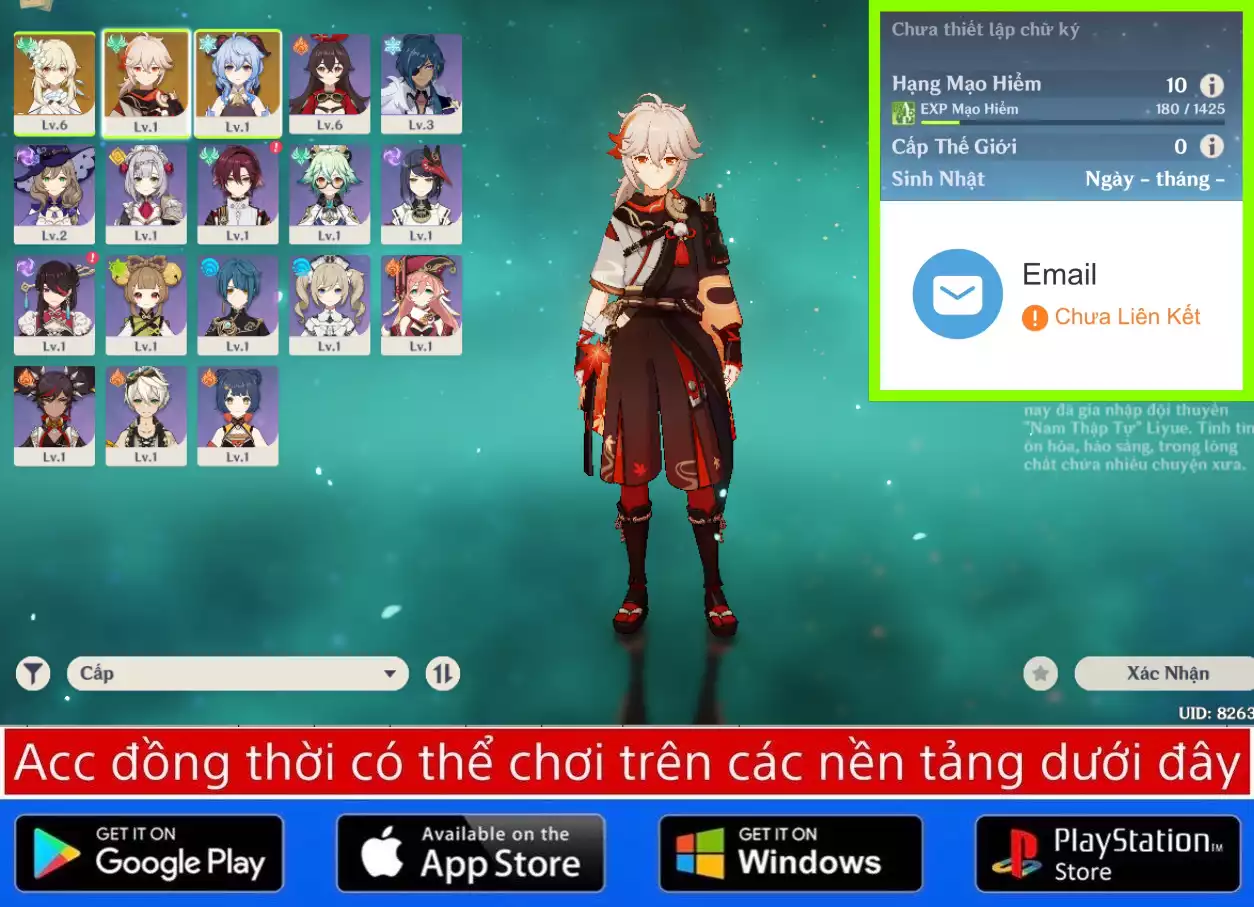 Lv.6
Lv.1
Lv.1
Lv.6
Lv.3
Lv.2
Lv.1
Lv.1
Lv.1
Lv.1
Lv.1
Lv.1
Lv.1
Lv.1
Lv.1
Lv.1
Lv.1
Lv.1
Chưa thiết lập chữ ký
Hạng Mạo Hiểm 10
EXP Mạo Hiểm 180 / 1425
Cấp Thế Giới 0
Sinh Nhật Ngày - tháng -
Email
Chưa Liên Kết
nay đã gia nhập đội thuyền
"Nam Thập Tự" Liyue. Tính tìn
ôn hòa, hào sảng, trong lòng
chất chứa nhiều chuyện xưa.
Cấp
Xác Nhận
UID: 8263
Acc đồng thời có thể chơi trên các nền tảng dưới đây
GET IT ON
Google Play
Available on the
App Store
GET IT ON
Windows
PlayStation™
Store